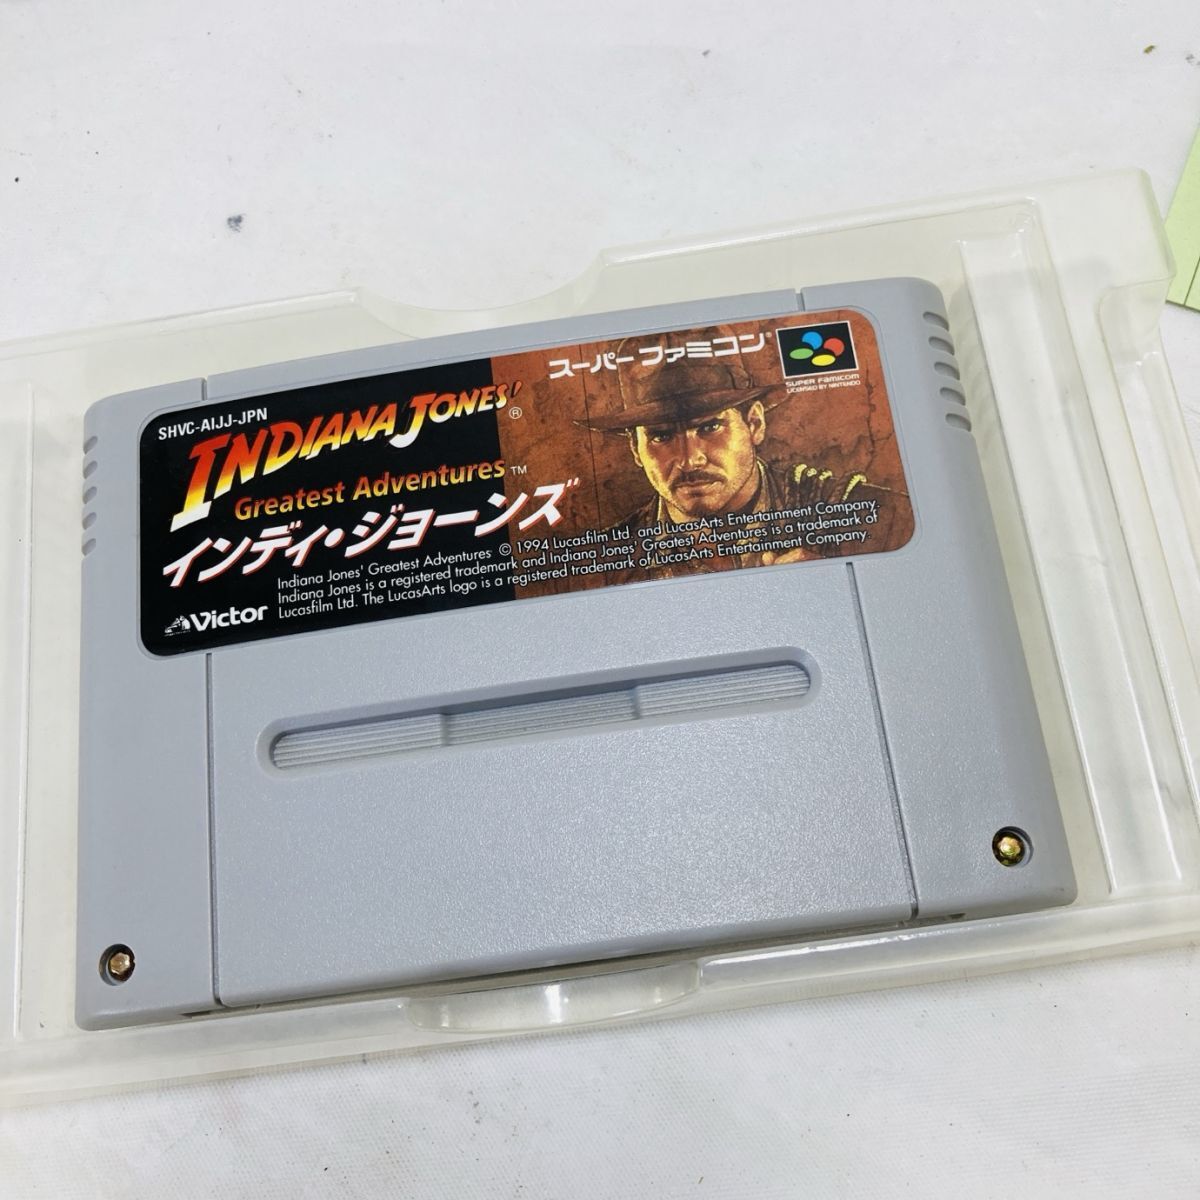 SHVC-AIJJ-JPN
スーパーファミコン®
SUPER FAMICOM
LICENSED BY NINTENDO
INDIANA JONES'®
Greatest Adventures™
インディ・ジョーンズ
Indiana Jones' Greatest Adventures © 1994 Lucasfilm Ltd. and LucasArts Entertainment Company.
Indiana Jones is a registered trademark and Indiana Jones' Greatest Adventures is a trademark of
Lucasfilm Ltd. The LucasArts logo is a registered trademark of LucasArts Entertainment Company.
Victor